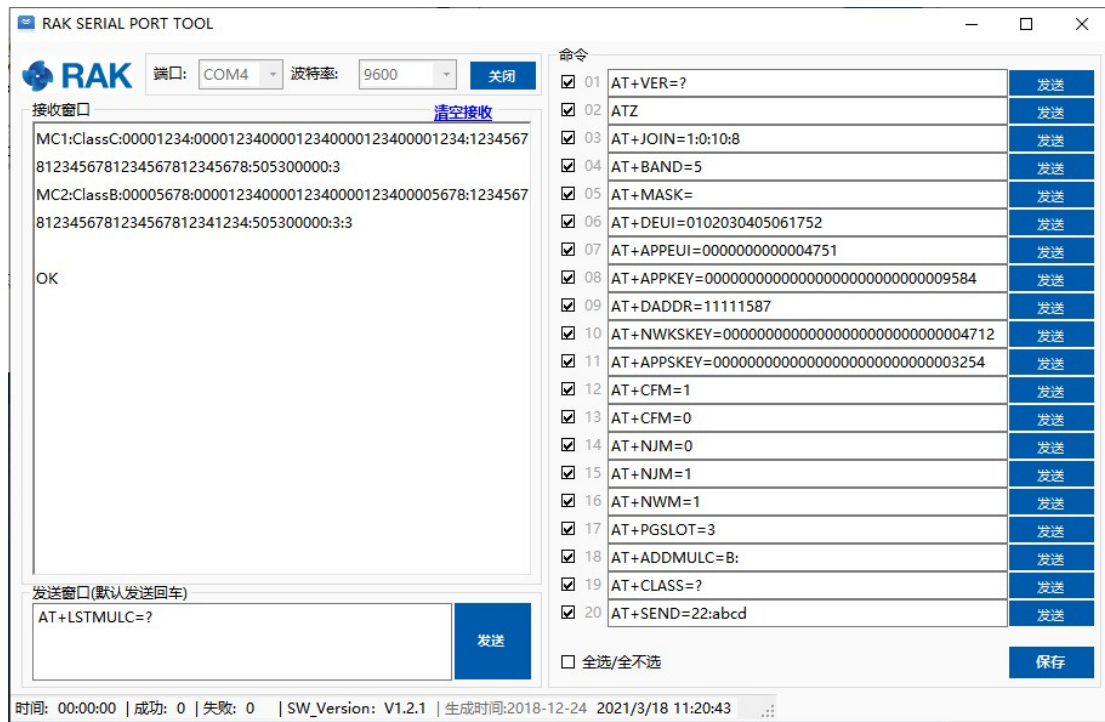 RAK SERIAL PORT TOOL
RAK
端口: COM4 波特率: 9600 关闭
接收窗口 清空接收
MC1:ClassC:00001234:00001234000012340000123400001234:1234567
8123456781234567812345678:505300000:3
MC2:ClassB:00005678:00001234000012340000123400005678:1234567
8123456781234567812341234:505300000:3:3
OK
发送窗口(默认发送回车)
AT+LSTMULC=?
发送
命令
01 AT+VER=? 发送
02 ATZ 发送
03 AT+JOIN=1:0:10:8 发送
04 AT+BAND=5 发送
05 AT+MASK= 发送
06 AT+DEUI=0102030405061752 发送
07 AT+APPEUI=0000000000004751 发送
08 AT+APPKEY=00000000000000000000000000009584 发送
09 AT+DADDR=11111587 发送
10 AT+NWKSKEY=00000000000000000000000000004712 发送
11 AT+APPSKEY=00000000000000000000000000003254 发送
12 AT+CFM=1 发送
13 AT+CFM=0 发送
14 AT+NJM=0 发送
15 AT+NJM=1 发送
16 AT+NWM=1 发送
17 AT+PGSLOT=3 发送
18 AT+ADDMULC=B: 发送
19 AT+CLASS=? 发送
20 AT+SEND=22:abcd 发送
全选/全不选 保存
时间: 00:00:00 |成功: 0 |失败: 0 |SW_Version: V1.2.1 |生成时间:2018-12-24 2021/3/18 11:20:43